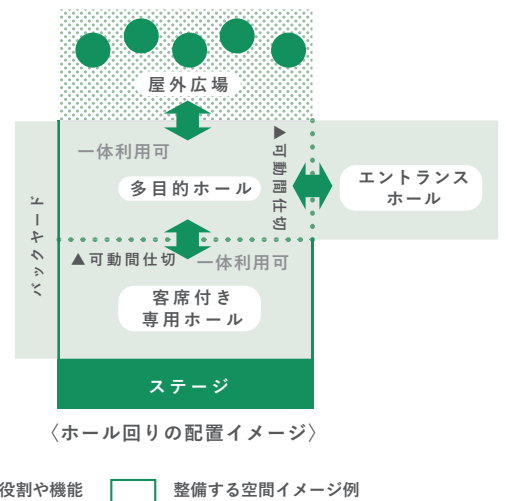 屋外広場
一体利用可
▲可動間仕切
多目的ホール
エントランス
ホール
バックヤード
▲可動間仕切
一体利用可
客席付き
専用ホール
ステージ
〈ホール回りの配置イメージ〉
役割や機能
整備する空間イメージ例